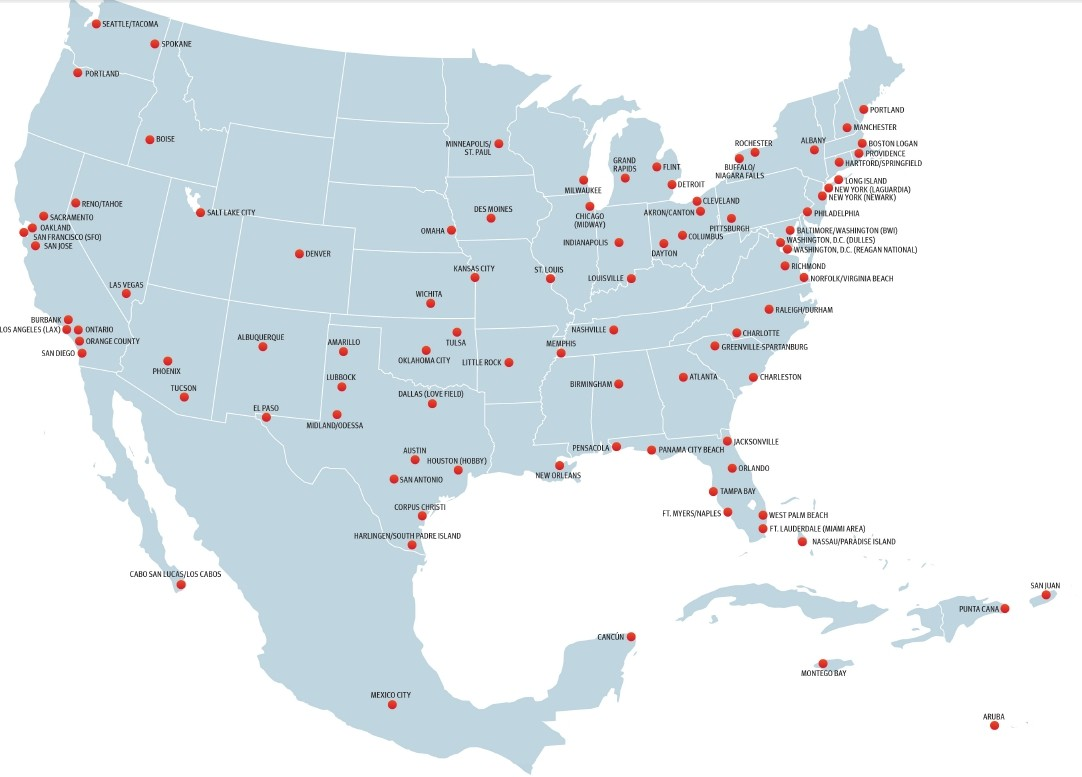 SEATTLE/TACOMA
SPOKANE
PORTLAND
BOISE
MINNEAPOLIS/
ST. PAUL
MILWAUKEE
GRAND
RAPIDS
FLINT
DETROIT
CHICAGO
(MIDWAY)
ROCHESTER
BUFFALO/
NIAGARA FALLS
ALBANY
PORTLAND
MANCHESTER
BOSTON LOGAN
PROVIDENCE
HARTFORD/SPRINGFIELD
LONG ISLAND
NEW YORK (LAGUARDIA)
NEW YORK (NEWARK)
PHILADELPHIA
CLEVELAND
AKRON/CANTON
PITTSBURGH
COLUMBUS
DAYTON
INDIANAPOLIS
BALTIMORE/WASHINGTON (BWI)
WASHINGTON, D.C. (DULLES)
WASHINGTON, D.C. (REAGAN NATIONAL)
RICHMOND
NORFOLK/VIRGINIA BEACH
RENO/TAHOE
SACRAMENTO
OAKLAND
SAN FRANCISCO (SFO)
SAN JOSE
SALT LAKE CITY
DENVER
DES MOINES
OMAHA
KANSAS CITY
ST. LOUIS
LOUISVILLE
LAS VEGAS
WICHITA
BURBANK
LOS ANGELES (LAX)
ONTARIO
ORANGE COUNTY
SAN DIEGO
PHOENIX
TUCSON
ALBUQUERQUE
EL PASO
AMARILLO
LUBBOCK
MIDLAND/ODESSA
TULSA
OKLAHOMA CITY
LITTLE ROCK
NASHVILLE
MEMPHIS
RALEIGH/DURHAM
CHARLOTTE
GREENVILLE-SPARTANBURG
BIRMINGHAM
ATLANTA
CHARLESTON
DALLAS (LOVE FIELD)
AUSTIN
HOUSTON (HOBBY)
SAN ANTONIO
CORPUS CHRISTI
HARLINGEN/SOUTH PADRE ISLAND
NEW ORLEANS
PENSACOLA
PANAMA CITY BEACH
JACKSONVILLE
ORLANDO
TAMPA BAY
FT. MYERS/NAPLES
WEST PALM BEACH
FT. LAUDERDALE (MIAMI AREA)
NASSAU/PARADISE ISLAND
CABO SAN LUCAS/LOS CABOS
CANCÚN
MEXICO CITY
MONTEGO BAY
PUNTA CANA
SAN JUAN
ARUBA